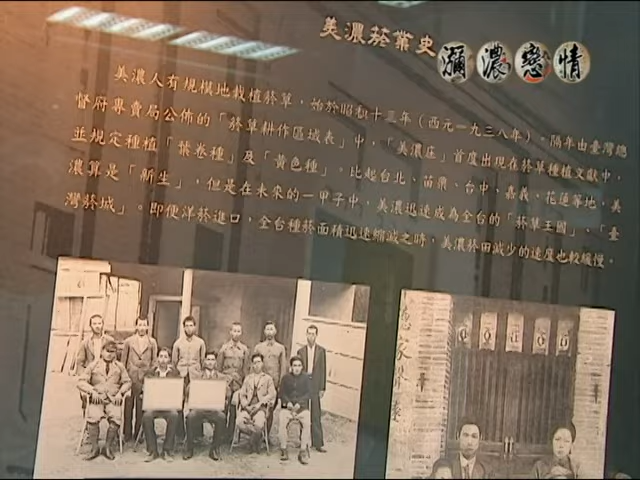 美濃菸業史
瀰濃戀情
美濃人有規模地栽植菸草，始於昭和十三年（西元一九三八年）。隔年由臺灣總
督府專賣局公佈的「菸草耕作區域表」中，「美濃庄」首度出現在菸草種植文獻中，
並規定種植「葉卷種」及「黃色種」。比起台北、苗栗、台中、嘉義、花蓮等地，美
濃算是「新生」，但是在未來的一甲子中，美濃迅速成為全台的「菸草王國」、「臺
灣菸城」。即便洋菸進口，全台種菸面積迅速縮減之時，美濃菸田減少的速度也較緩慢。